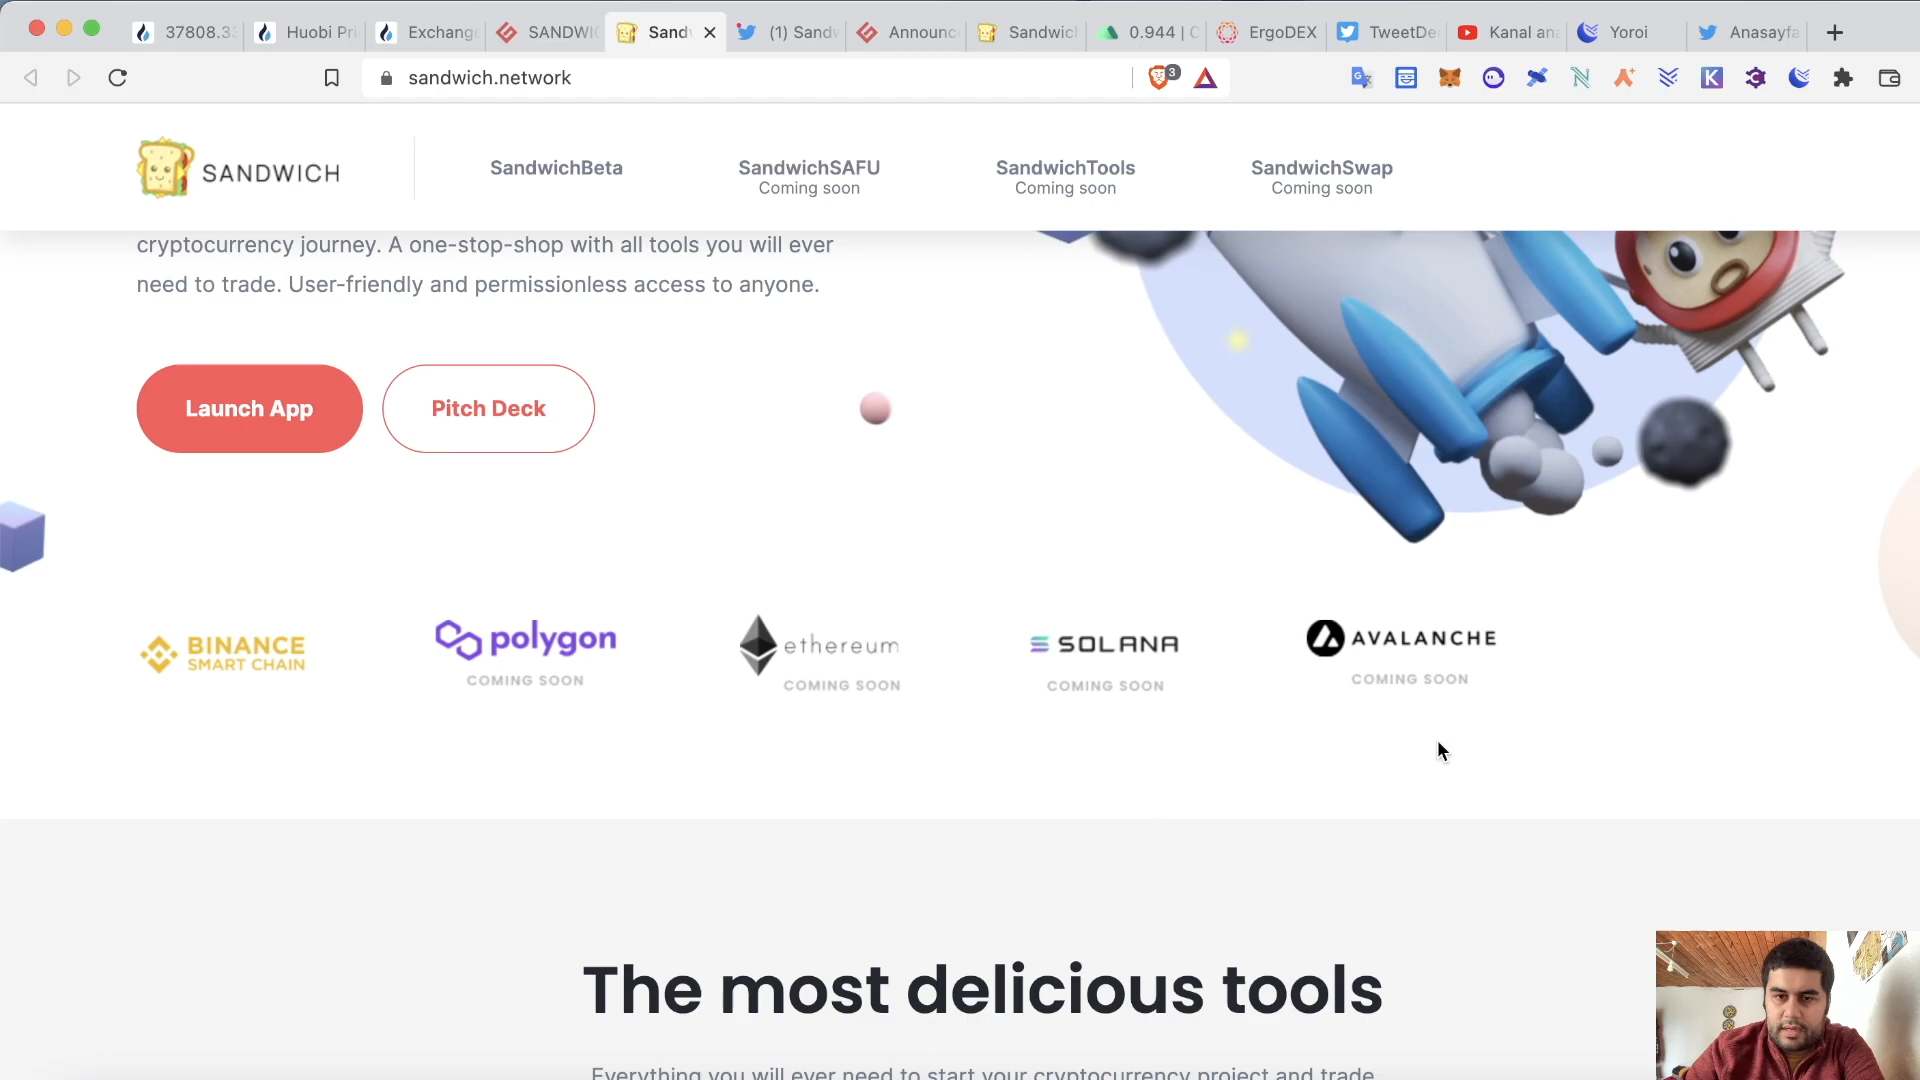 37808.3
Huobi Pri
Exchange
SANDWI
Sand
(1) Sand
Announc
Sandwic
0.944 | C
ErgoDEX
TweetDe
Kanal an
Yoroi
Anasayfa
sandwich.network
3
SANDWICH
SandwichBeta
SandwichSAFU
Coming soon
SandwichTools
Coming soon
SandwichSwap
Coming soon
cryptocurrency journey. A one-stop-shop with all tools you will ever
need to trade. User-friendly and permissionless access to anyone.
Launch App
Pitch Deck
BINANCE
SMART CHAIN
polygon
COMING SOON
ethereum
COMING SOON
SOLANA
COMING SOON
AVALANCHE
COMING SOON
The most delicious tools
Everything you will ever need to start your cryptocurrency project and trade